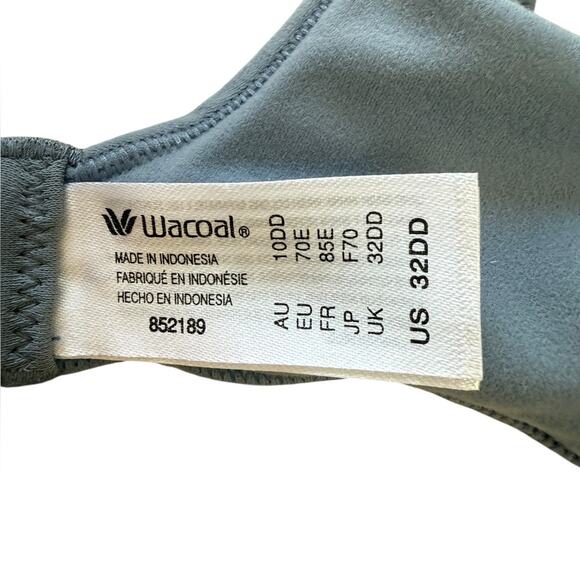 Wacoal®
MADE IN INDONESIA
FABRIQUÉ EN INDONÉSIE
HECHO EN INDONESIA
852189
AU 10DD
EU 70E
FR 85E
JP F70
UK 32DD
US 32DD